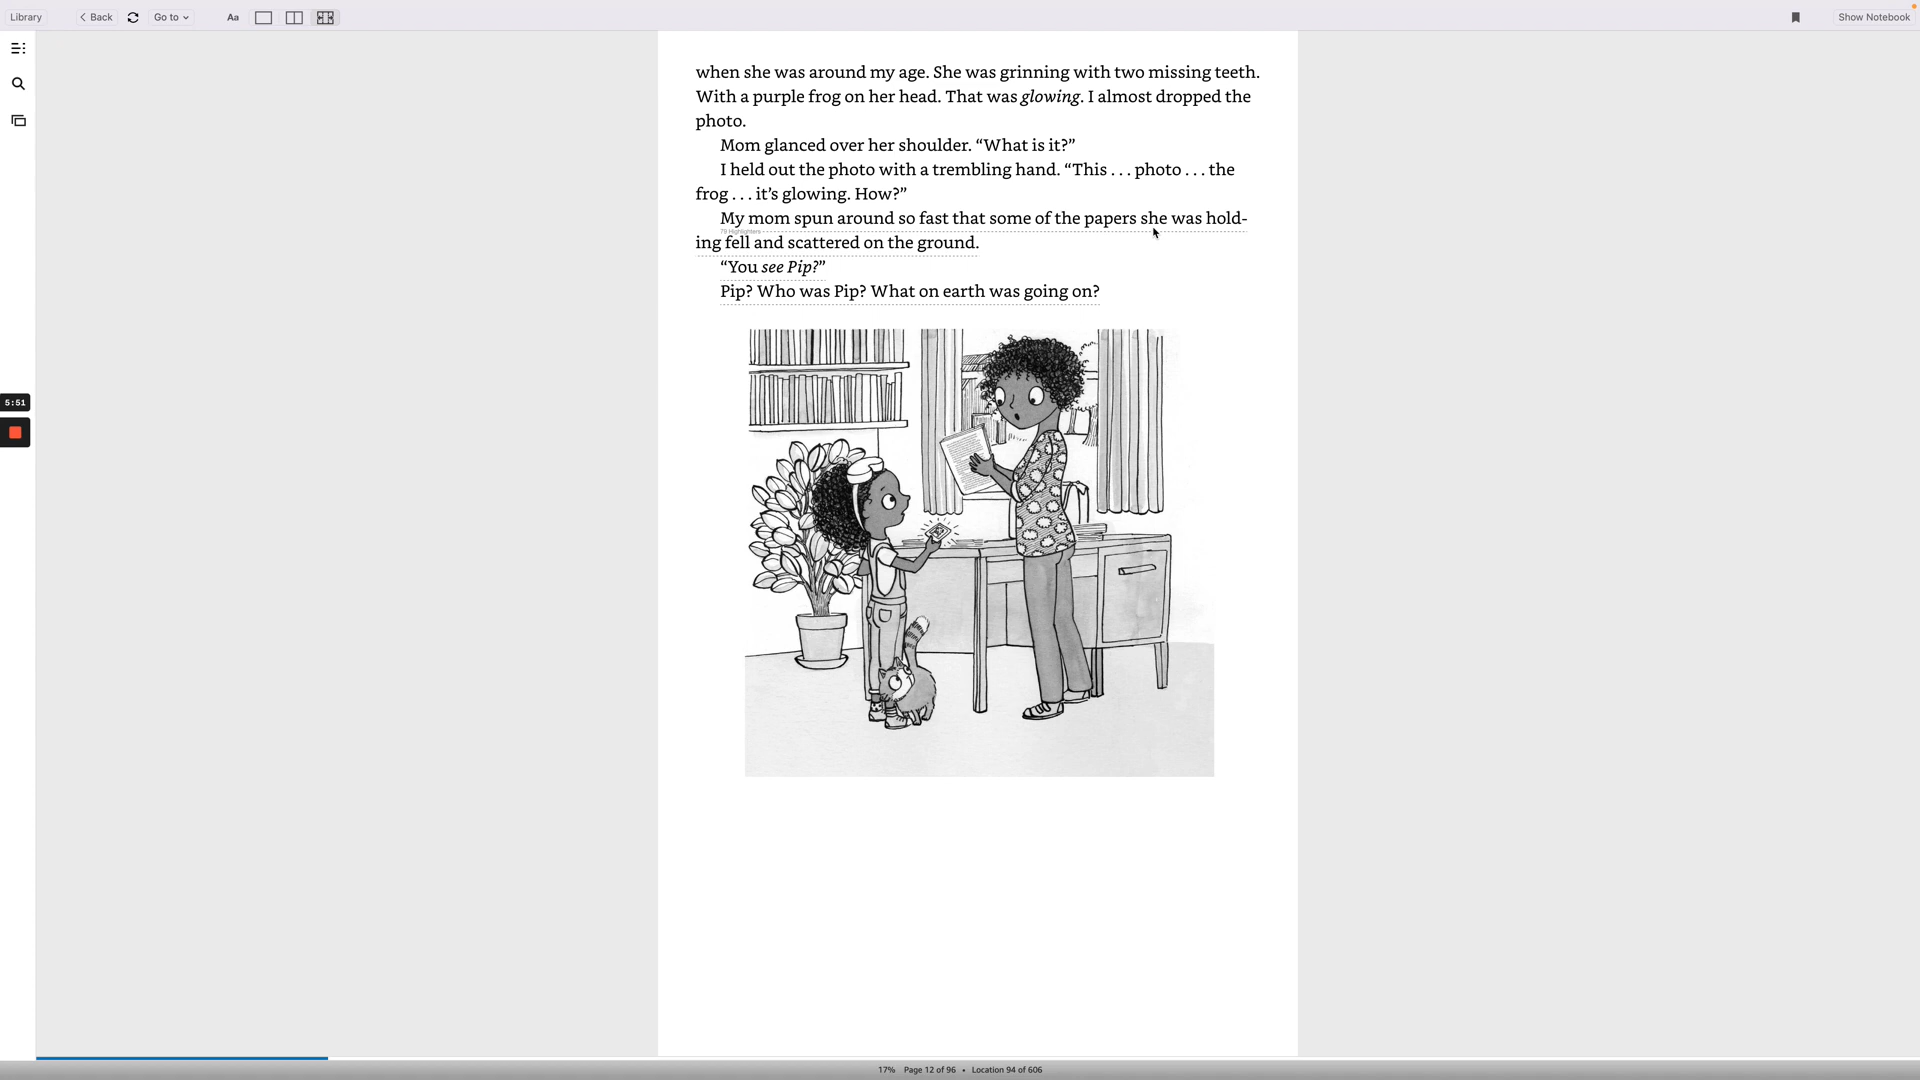 Library
Back
Go to
Aa
Show Notebook
when she was around my age. She was grinning with two missing teeth.
With a purple frog on her head. That was glowing. I almost dropped the
photo.
Mom glanced over her shoulder. “What is it?”
I held out the photo with a trembling hand. “This . . . photo . . . the
frog . . . it’s glowing. How?”
My mom spun around so fast that some of the papers she was hold-
79 Highlighters
ing fell and scattered on the ground.
“You see Pip?”
Pip? Who was Pip? What on earth was going on?
5:51
17% Page 12 of 96 • Location 94 of 606